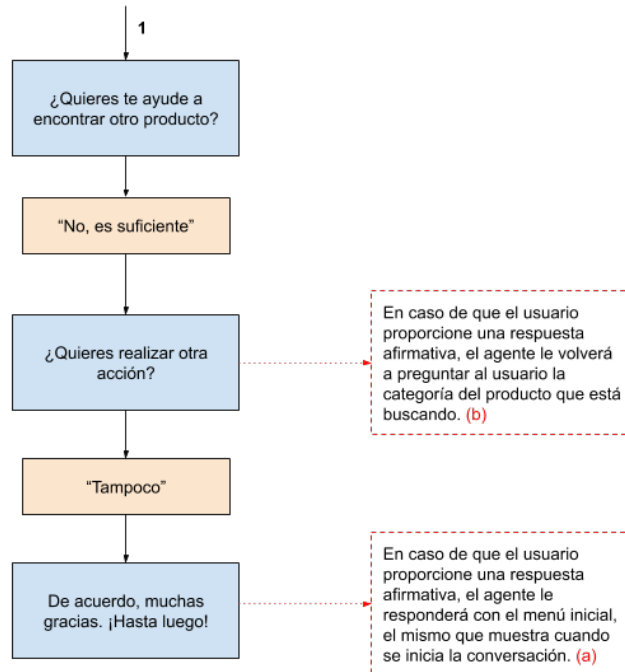 1
¿Quieres te ayude a
encontrar otro producto?
“No, es suficiente”
¿Quieres realizar otra
acción?
En caso de que el usuario
proporcione una respuesta
afirmativa, el agente le volverá
a preguntar al usuario la
categoría del producto que está
buscando. (b)
“Tampoco”
De acuerdo, muchas
gracias. ¡Hasta luego!
En caso de que el usuario
proporcione una respuesta
afirmativa, el agente le
responderá con el menú inicial,
el mismo que muestra cuando
se inicia la conversación. (a)